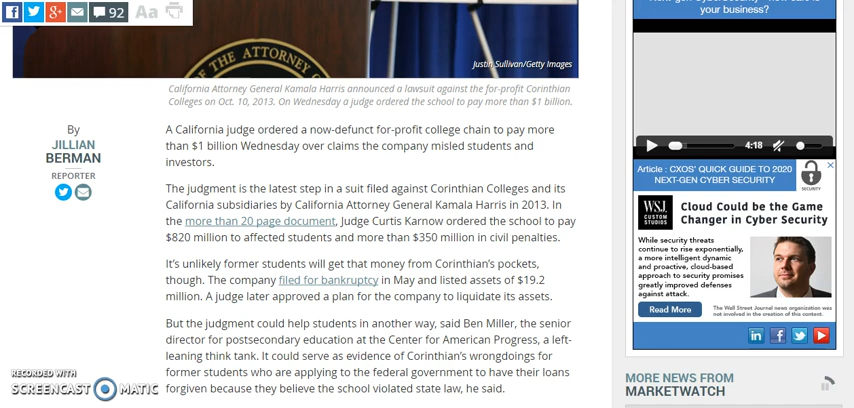 92
Aa
Next-gen Cybersecurity - how safe is
your business?
THE ATTORNEY G
Justin Sullivan/Getty Images
California Attorney General Kamala Harris announced a lawsuit against the for-profit Corinthian
Colleges on Oct. 10, 2013. On Wednesday a judge ordered the school to pay more than $1 billion.
By
JILLIAN
BERMAN
REPORTER
A California judge ordered a now-defunct for-profit college chain to pay more
than $1 billion Wednesday over claims the company misled students and
investors.
The judgment is the latest step in a suit filed against Corinthian Colleges and its
California subsidiaries by California Attorney General Kamala Harris in 2013. In
the more than 20 page document, Judge Curtis Karnow ordered the school to pay
$820 million to affected students and more than $350 million in civil penalties.
It's unlikely former students will get that money from Corinthian's pockets,
though. The company filed for bankruptcy in May and listed assets of $19.2
million. A judge later approved a plan for the company to liquidate its assets.
But the judgment could help students in another way, said Ben Miller, the senior
director for postsecondary education at the Center for American Progress, a left-
leaning think tank. It could serve as evidence of Corinthian's wrongdoings for
former students who are applying to the federal government to have their loans
forgiven because they believe the school violated state law, he said.
4:18
Article : CXOS' QUICK GUIDE TO 2020
NEXT-GEN CYBER SECURITY
SECURITY
WSJ.
CUSTOM
STUDIOS
Cloud Could be the Game
Changer in Cyber Security
While security threats
continue to rise exponentially,
a more intelligent dynamic
and proactive, cloud-based
approach to security promises
greatly improved defenses
against attack.
Read More
The Wall Street Journal news organization was
not involved in the creation of this content.
MORE NEWS FROM
MARKETWATCH
RECORDED WITH
SCREENCAST MATIC